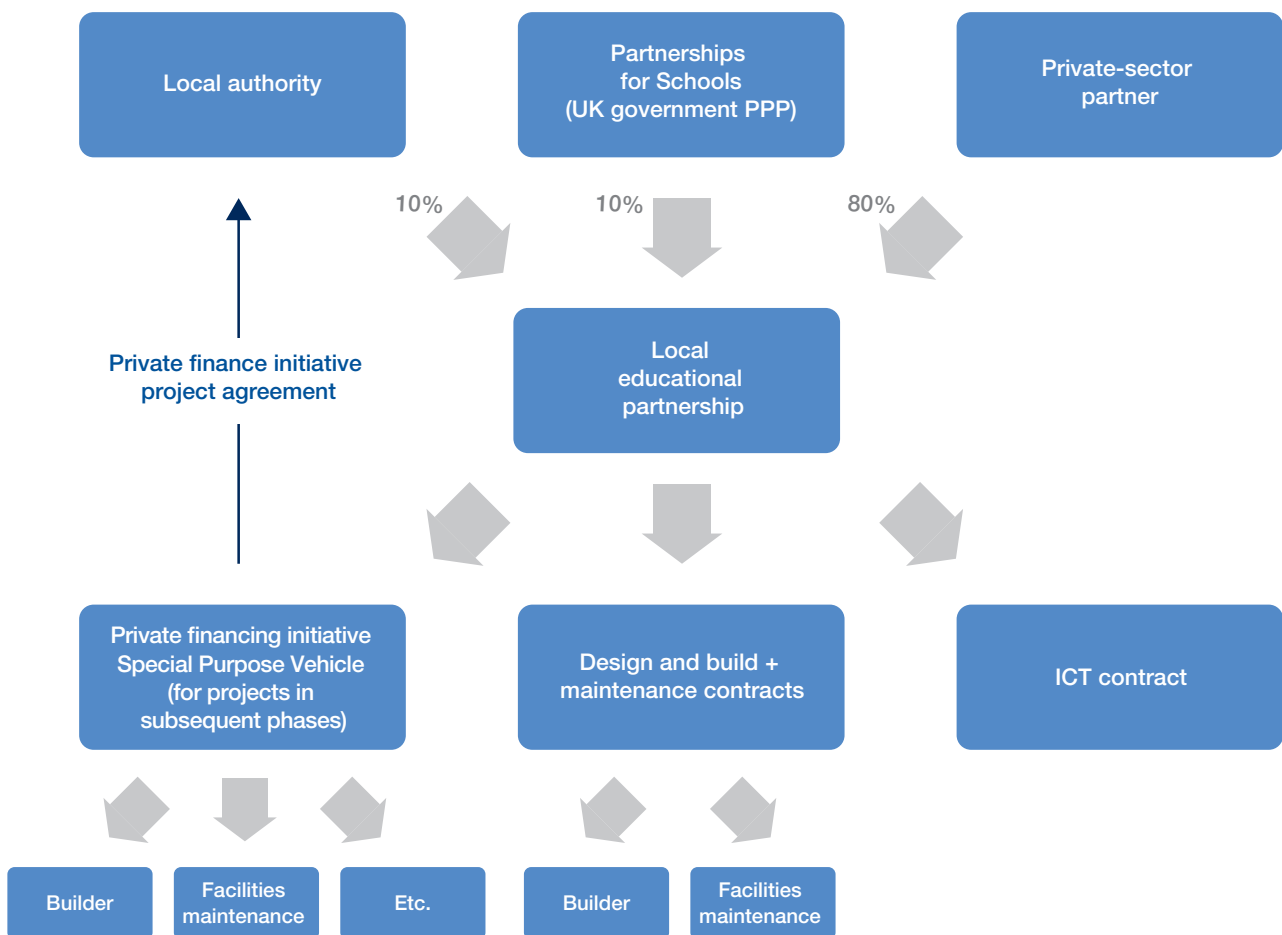 Local authority
Partnerships
for Schools
(UK government PPP)
Private-sector
partner
10%
10%
80%
Local
educational
partnership
Private finance initiative
project agreement
Private financing initiative
Special Purpose Vehicle
(for projects in
subsequent phases)
Design and build +
maintenance contracts
ICT contract
Builder
Facilities
maintenance
Etc.
Builder
Facilities
maintenance